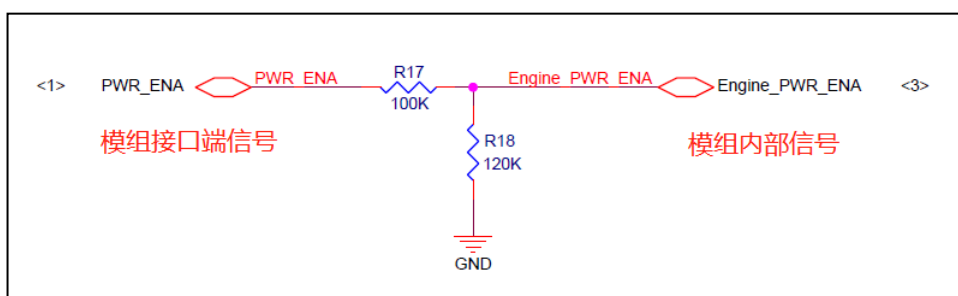 <1> PWR_ENA PWR_ENA R17 Engine_PWR_ENA Engine_PWR_ENA <3>
100K
模组接口端信号 R18 模组内部信号
120K
GND